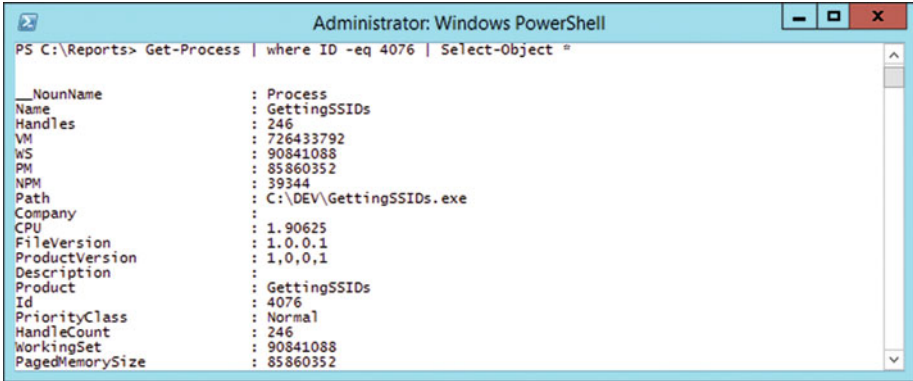 Administrator: Windows PowerShell
PS C:\Reports> Get-Process | where ID -eq 4076 | Select-Object *
__NounName : Process
Name : GettingSSIDs
Handles : 246
VM : 726433792
WS : 90841088
PM : 85860352
NPM : 39344
Path : C:\DEV\GettingSSIDs.exe
Company :
CPU : 1.90625
FileVersion : 1.0.0.1
ProductVersion : 1,0,0,1
Description :
Product : GettingSSIDs
Id : 4076
PriorityClass : Normal
HandleCount : 246
WorkingSet : 90841088
PagedMemorySize : 85860352